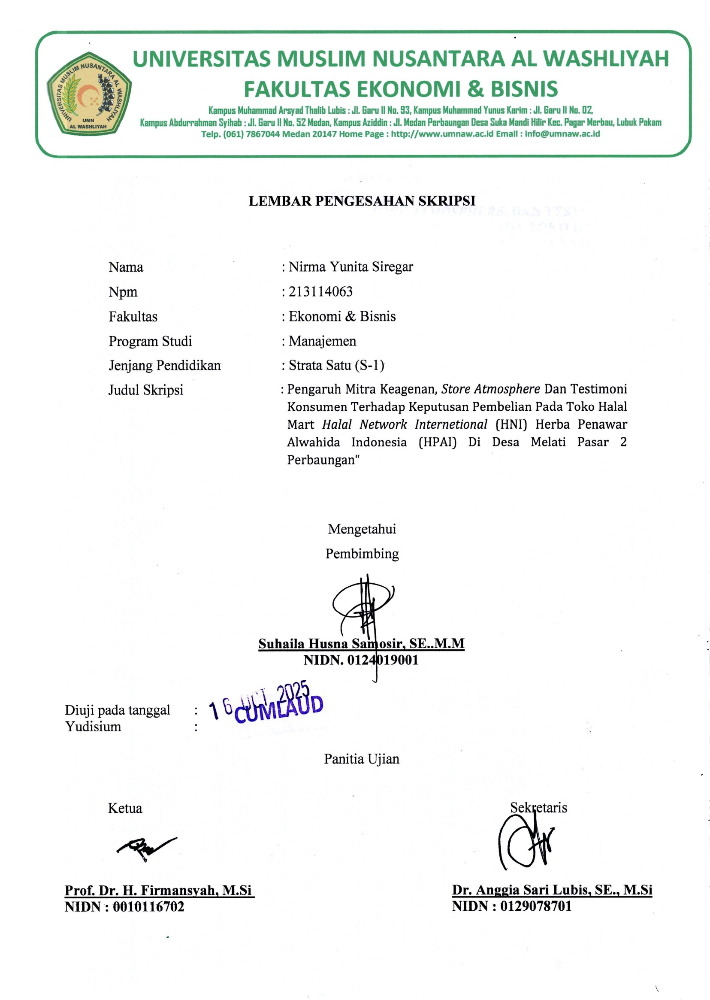 UNIVERSITAS MUSLIM NUSANTARA AL WASHLIYAH
UMN
AL WASHLIYAH
UNIVERSITAS MUSLIM NUSANTARA AL WASHLIYAH
FAKULTAS EKONOMI & BISNIS
Kampus Muhammad Arsyad Thalib Lubis : Jl. Garu II No. 93, Kampus Muhammad Yunus Karim : Jl. Garu II No. 02,
Kampus Abdurrahman Syihab : Jl. Garu II No. 52 Medan, Kampus Aziddin : Jl. Medan Perbaungan Desa Suka Mandi Hilir Kec. Pagar Merbau, Lubuk Pakam
Telp. (061) 7867044 Medan 20147 Home Page : http://www.umnaw.ac.id Email : info@umnaw.ac.id
LEMBAR PENGESAHAN SKRIPSI
Nama : Nirma Yunita Siregar
Npm : 213114063
Fakultas : Ekonomi & Bisnis
Program Studi : Manajemen
Jenjang Pendidikan : Strata Satu (S-1)
Judul Skripsi : Pengaruh Mitra Keagenan, Store Atmosphere Dan Testimoni
Konsumen Terhadap Keputusan Pembelian Pada Toko Halal
Mart Halal Network Internetional (HNI) Herba Penawar
Alwahida Indonesia (HPAI) Di Desa Melati Pasar 2
Perbaungan“
Mengetahui
Pembimbing
Suhaila Husna Samosir, SE..M.M
NIDN. 0124019001
Diuji pada tanggal : 16 OCT 2025
Yudisium : CUMLAUD
Panitia Ujian
Ketua Sekretaris
Prof. Dr. H. Firmansyah, M.Si Dr. Anggia Sari Lubis, SE., M.Si
NIDN : 0010116702 NIDN : 0129078701